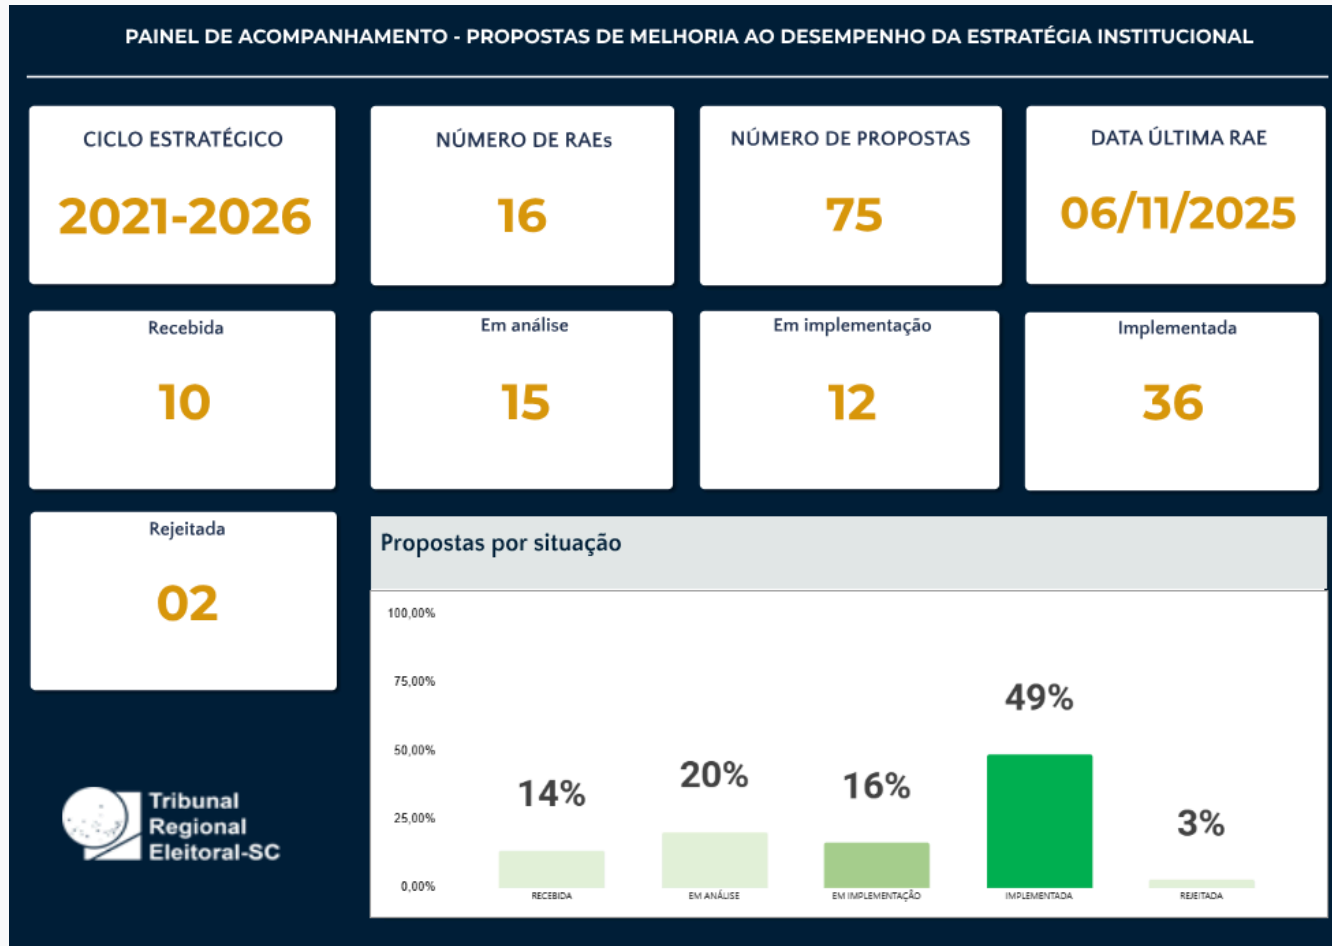 PAINEL DE ACOMPANHAMENTO - PROPOSTAS DE MELHORIA AO DESEMPENHO DA ESTRATÉGIA INSTITUCIONAL
CICLO ESTRATÉGICO
2021-2026
NÚMERO DE RAEs
16
NÚMERO DE PROPOSTAS
75
DATA ÚLTIMA RAE
06/11/2025
Recebida
10
Em análise
15
Em implementação
12
Implementada
36
Rejeitada
02
Propostas por situação
100,00%
75,00%
50,00%
25,00%
0,00%
14%
20%
16%
49%
3%
RECEBIDA
EM ANÁLISE
EM IMPLEMENTAÇÃO
IMPLEMENTADA
REJEITADA
Tribunal
Regional
Eleitoral-SC